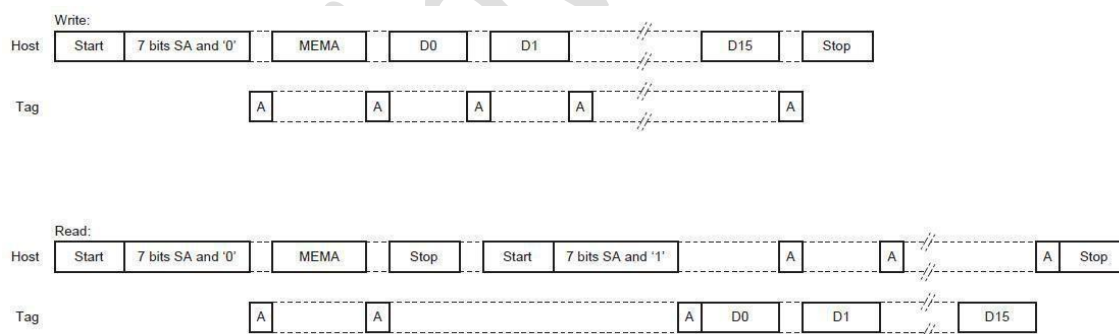 Write:
Host Start 7 bits SA and ‘0’ MEMA D0 D1 D15 Stop
Tag A A A A A
Read:
Host Start 7 bits SA and ‘0’ MEMA Stop Start 7 bits SA and ‘1’ A A A Stop
Tag A A A D0 D1 D15